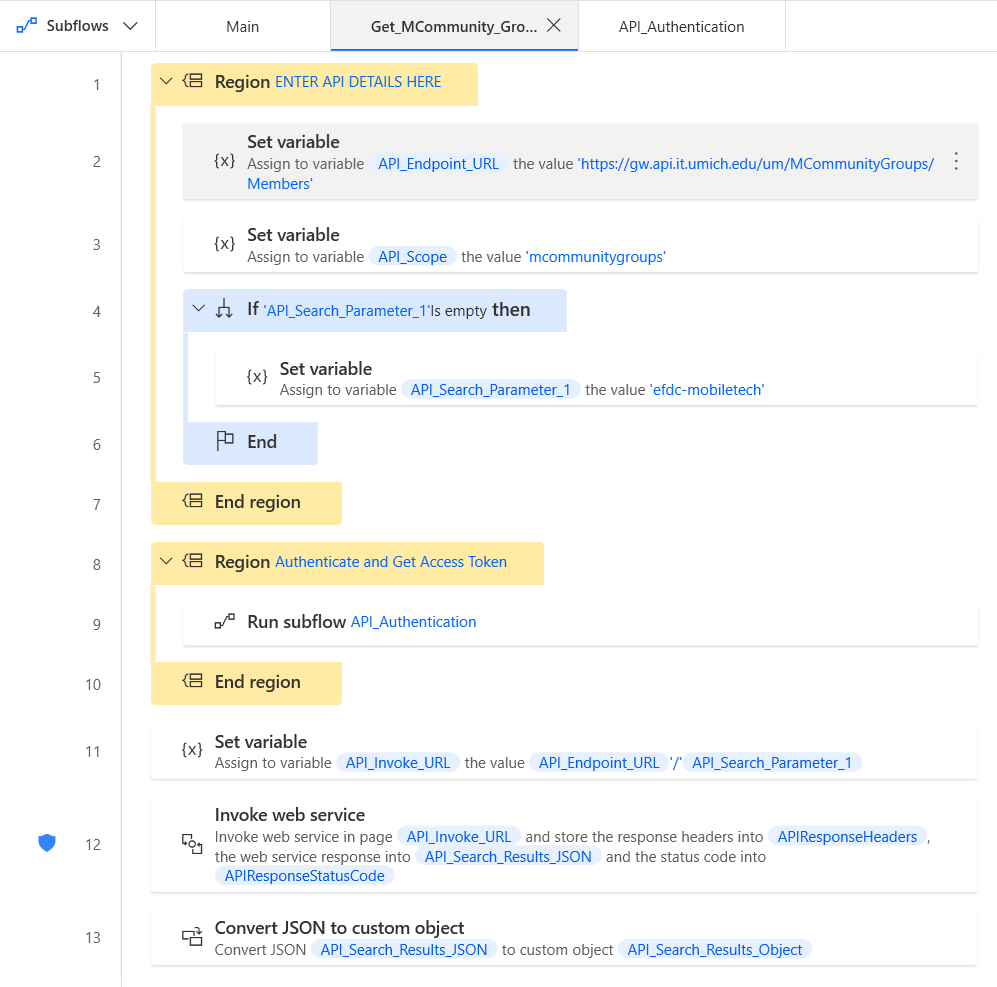 Subflows
Main
Get_MCommunity_Gro...
API_Authentication
1
Region ENTER API DETAILS HERE
2
{x}
Set variable
Assign to variable API_Endpoint_URL the value 'https://gw.api.it.umich.edu/um/MCommunityGroups/
Members'
3
{x}
Set variable
Assign to variable API_Scope the value 'mcommunitygroups'
4
If 'API_Search_Parameter_1'Is empty then
5
{x}
Set variable
Assign to variable API_Search_Parameter_1 the value 'efdc-mobiletech'
6
End
7
End region
8
Region Authenticate and Get Access Token
9
Run subflow API_Authentication
10
End region
11
{x}
Set variable
Assign to variable API_Invoke_URL the value API_Endpoint_URL '/' API_Search_Parameter_1
12
Invoke web service
Invoke web service in page API_Invoke_URL and store the response headers into APIResponseHeaders ,
the web service response into API_Search_Results_JSON and the status code into
APIResponseStatusCode
13
Convert JSON to custom object
Convert JSON API_Search_Results_JSON to custom object API_Search_Results_Object